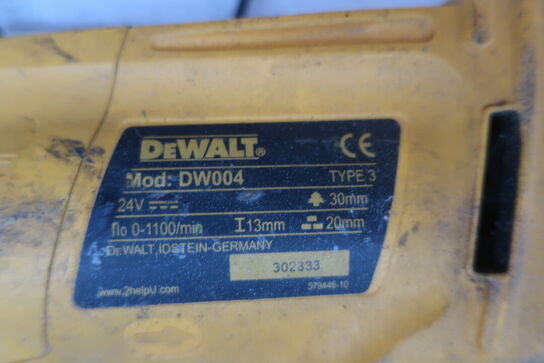 DEWALT®
CE
Mod: DW004
TYPE 3
24V
30mm
no 0-1100/min
13mm
20mm
DEWALT, IDSTEIN-GERMANY
302333
www.2helpU.com
579446-10